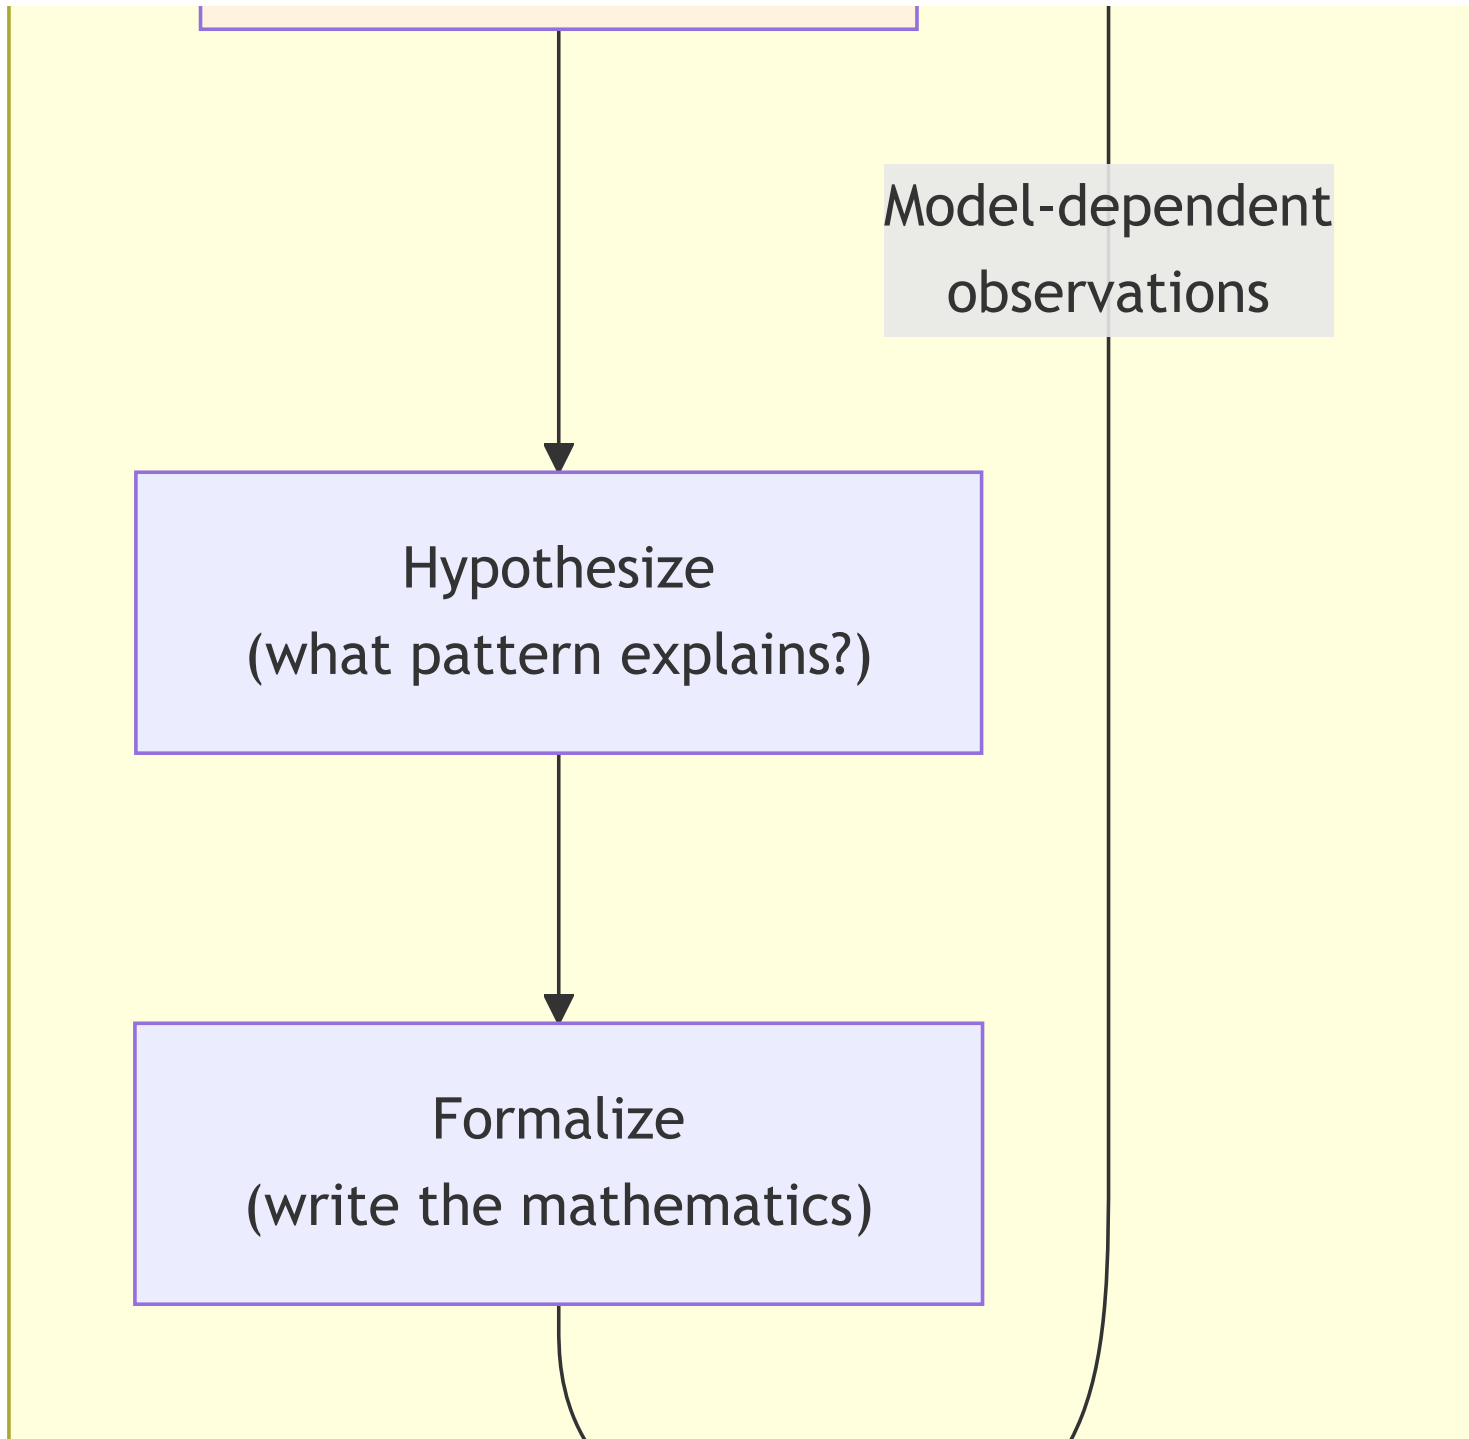 Model-dependent
observations
Hypothesize
(what pattern explains?)
Formalize
(write the mathematics)